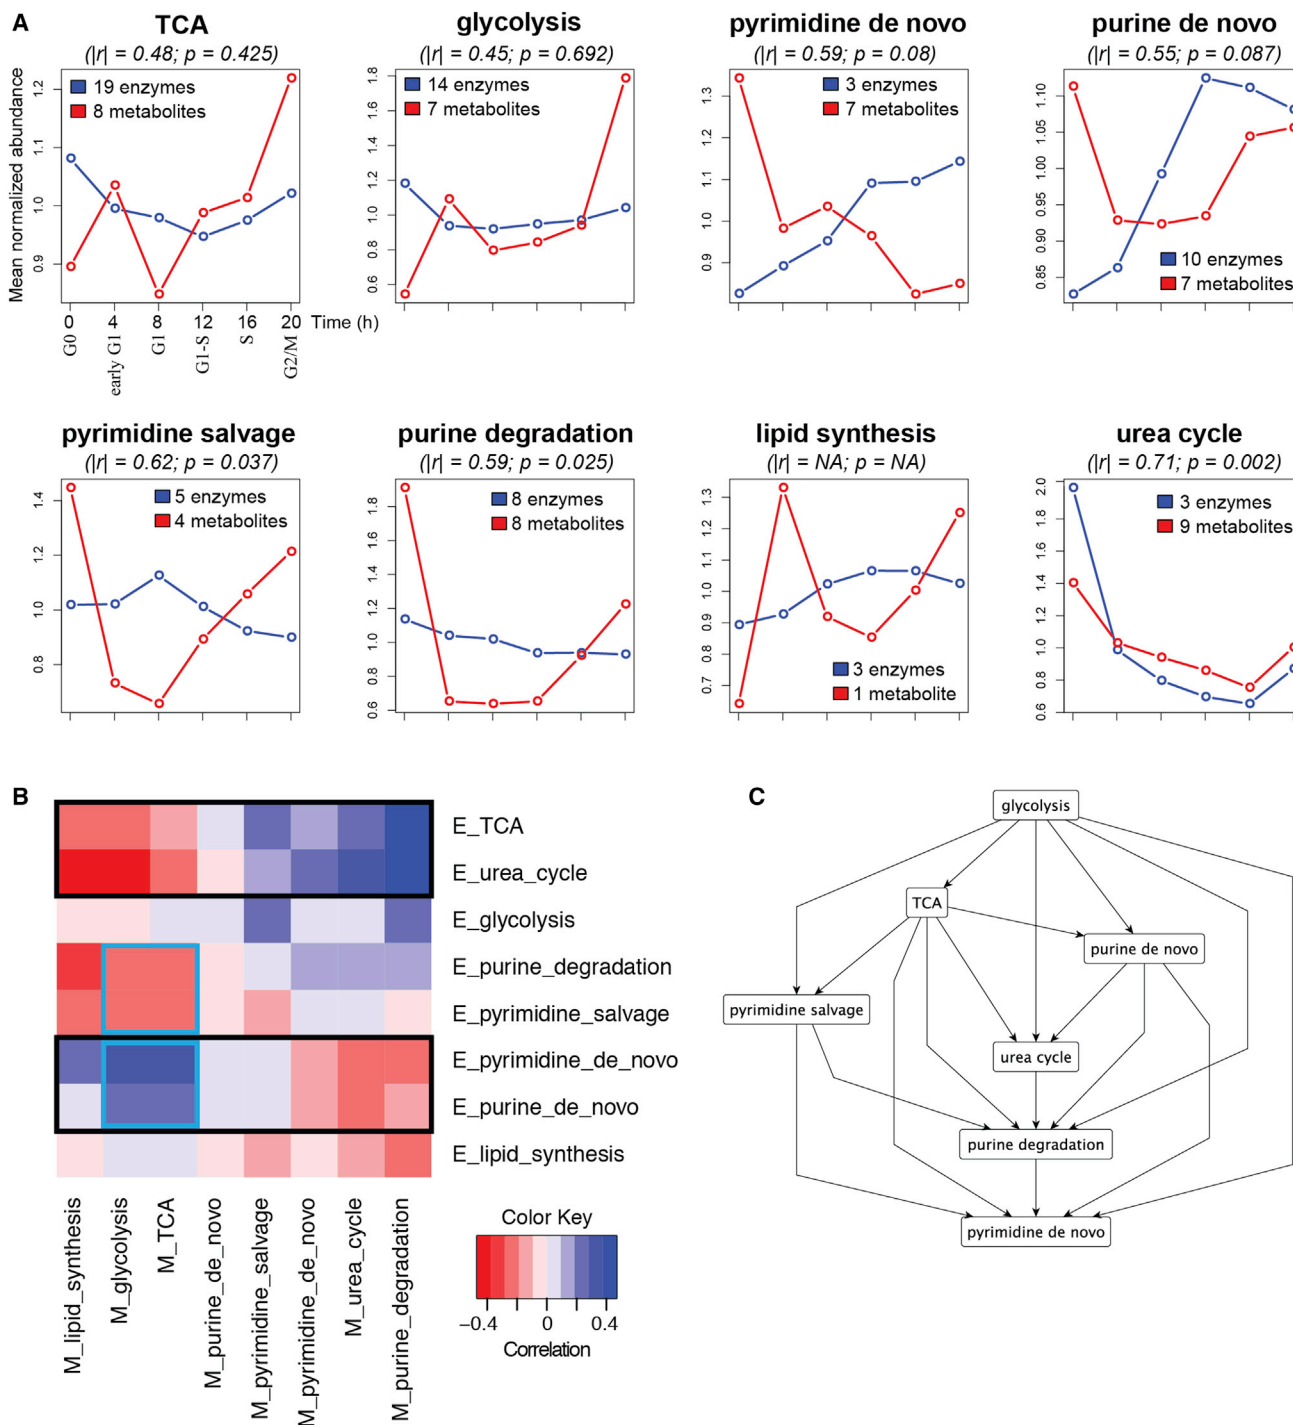 A
TCA
(|r| = 0.48; p = 0.425)
19 enzymes
8 metabolites
Mean normalized abundance
1.2
1.1
1.0
0.9
0 4 8 12 16 20 Time (h)
G0 early G1 G1 G1-S S G2/M
glycolysis
(|r| = 0.45; p = 0.692)
14 enzymes
7 metabolites
1.8
1.6
1.4
1.2
1.0
0.8
0.6
pyrimidine de novo
(|r| = 0.59; p = 0.08)
3 enzymes
7 metabolites
1.3
1.2
1.1
1.0
0.9
purine de novo
(|r| = 0.55; p = 0.087)
10 enzymes
7 metabolites
1.10
1.05
1.00
0.95
0.90
0.85
pyrimidine salvage
(|r| = 0.62; p = 0.037)
5 enzymes
4 metabolites
1.4
1.2
1.0
0.8
purine degradation
(|r| = 0.59; p = 0.025)
8 enzymes
8 metabolites
1.8
1.6
1.4
1.2
1.0
0.8
0.6
lipid synthesis
(|r| = NA; p = NA)
3 enzymes
1 metabolite
1.3
1.2
1.1
1.0
0.9
0.8
0.7
urea cycle
(|r| = 0.71; p = 0.002)
3 enzymes
9 metabolites
2.0
1.8
1.6
1.4
1.2
1.0
0.8
0.6
B
E_TCA
E_urea_cycle
E_glycolysis
E_purine_degradation
E_pyrimidine_salvage
E_pyrimidine_de_novo
E_purine_de_novo
E_lipid_synthesis
M_lipid_synthesis
M_glycolysis
M_TCA
M_purine_de_novo
M_pyrimidine_salvage
M_pyrimidine_de_novo
M_urea_cycle
M_purine_degradation
Color Key
−0.4 0 0.4
Correlation
C
glycolysis
TCA
purine de novo
pyrimidine salvage
urea cycle
purine degradation
pyrimidine de novo